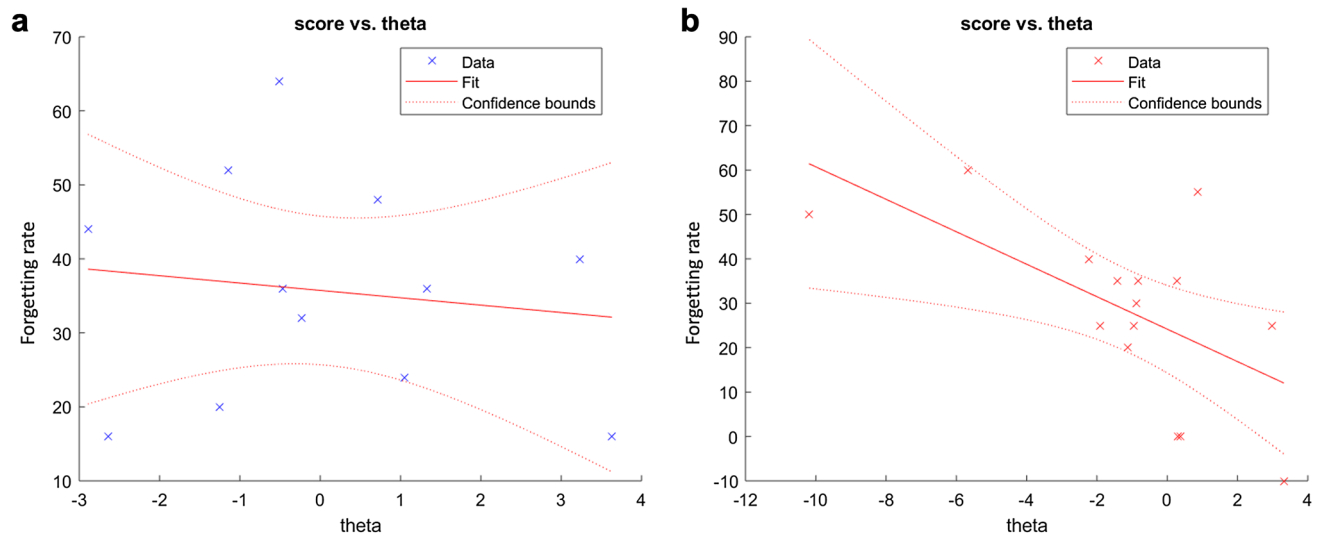 a
score vs. theta
70
60
50
40
30
20
10
-3
-2
-1
0
1
2
3
4
Forgetting rate
theta
Data
Fit
Confidence bounds
b
score vs. theta
90
80
70
60
50
40
30
20
10
0
-10
-12
-10
-8
-6
-4
-2
0
2
4
Forgetting rate
theta
Data
Fit
Confidence bounds